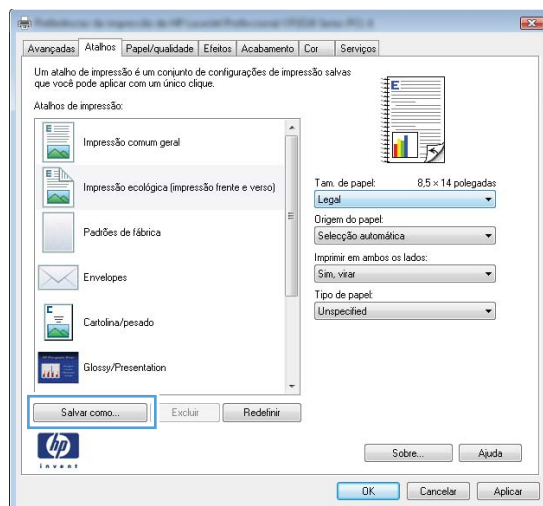 Avançadas Atalhos Papel/qualidade Efeitos Acabamento Cor Serviços
Um atalho de impressão é um conjunto de configurações de impressão salvas
que você pode aplicar com um único clique.
Atalhos de impressão:
Impressão comum geral
Impressão ecológica (impressão frente e verso)
Padrões de fábrica
Envelopes
Cartolina/pesado
Glossy/Presentation
E
Tam. de papel: 8,5 × 14 polegadas
Legal
Origem do papel:
Selecção automática
Imprimir em ambos os lados:
Sim, virar
Tipo de papel:
Unspecified
Salvar como... Excluir Redefinir
hp
invent
Sobre... Ajuda
OK Cancelar Aplicar